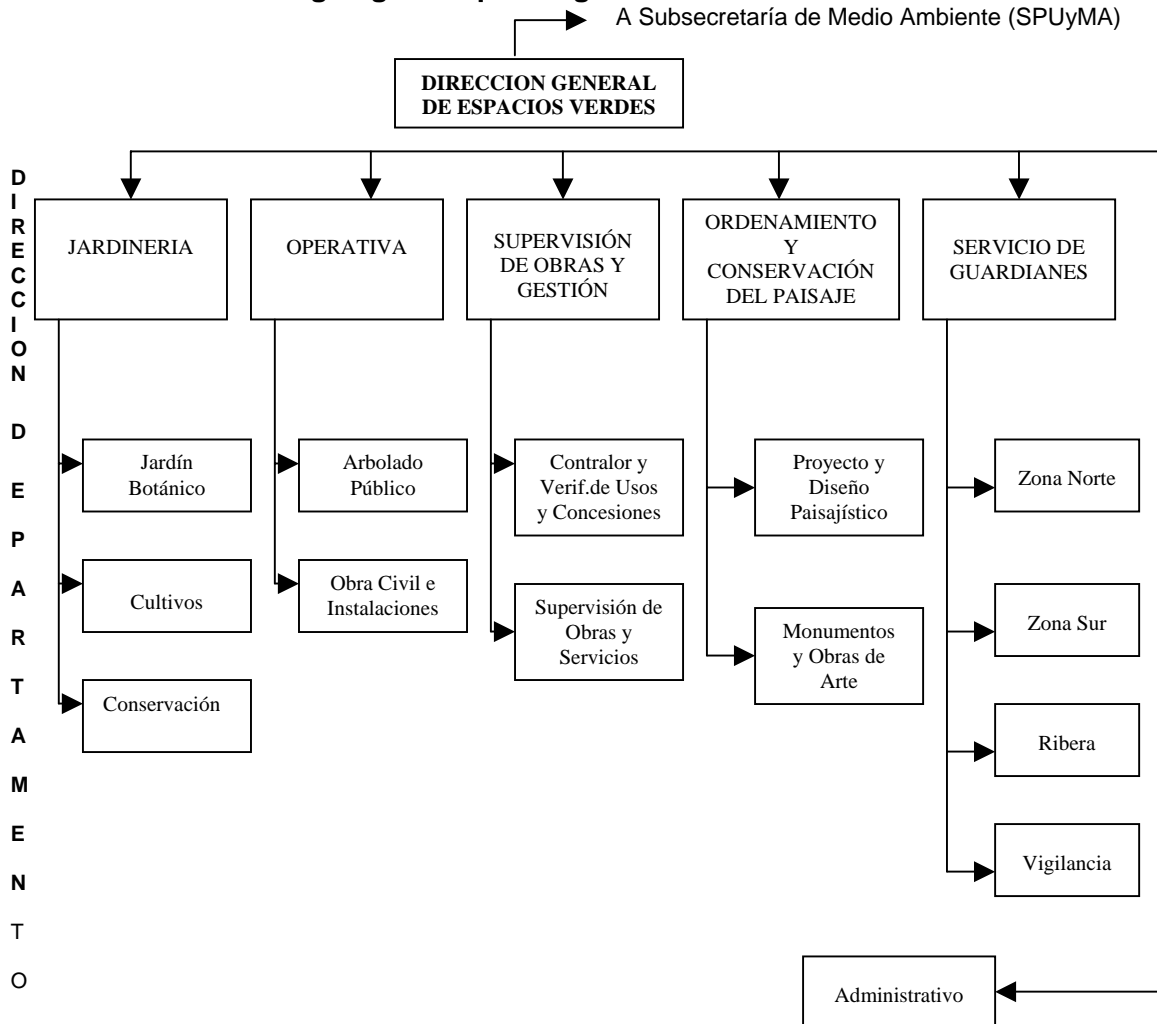 A Subsecretaría de Medio Ambiente (SPUyMA)
DIRECCION GENERAL
DE ESPACIOS VERDES
DIRECCION
JARDINERIA
OPERATIVA
SUPERVISIÓN
DE OBRAS Y
GESTIÓN
ORDENAMIENTO
Y
CONSERVACIÓN
DEL PAISAJE
SERVICIO DE
GUARDIANES
DEPARTAMENTO
Jardín
Botánico
Cultivos
Conservación
Arbolado
Público
Obra Civil e
Instalaciones
Contralor y
Verif.de Usos
y Concesiones
Supervisión de
Obras y
Servicios
Proyecto y
Diseño
Paisajístico
Monumentos
y Obras de
Arte
Zona Norte
Zona Sur
Ribera
Vigilancia
Administrativo